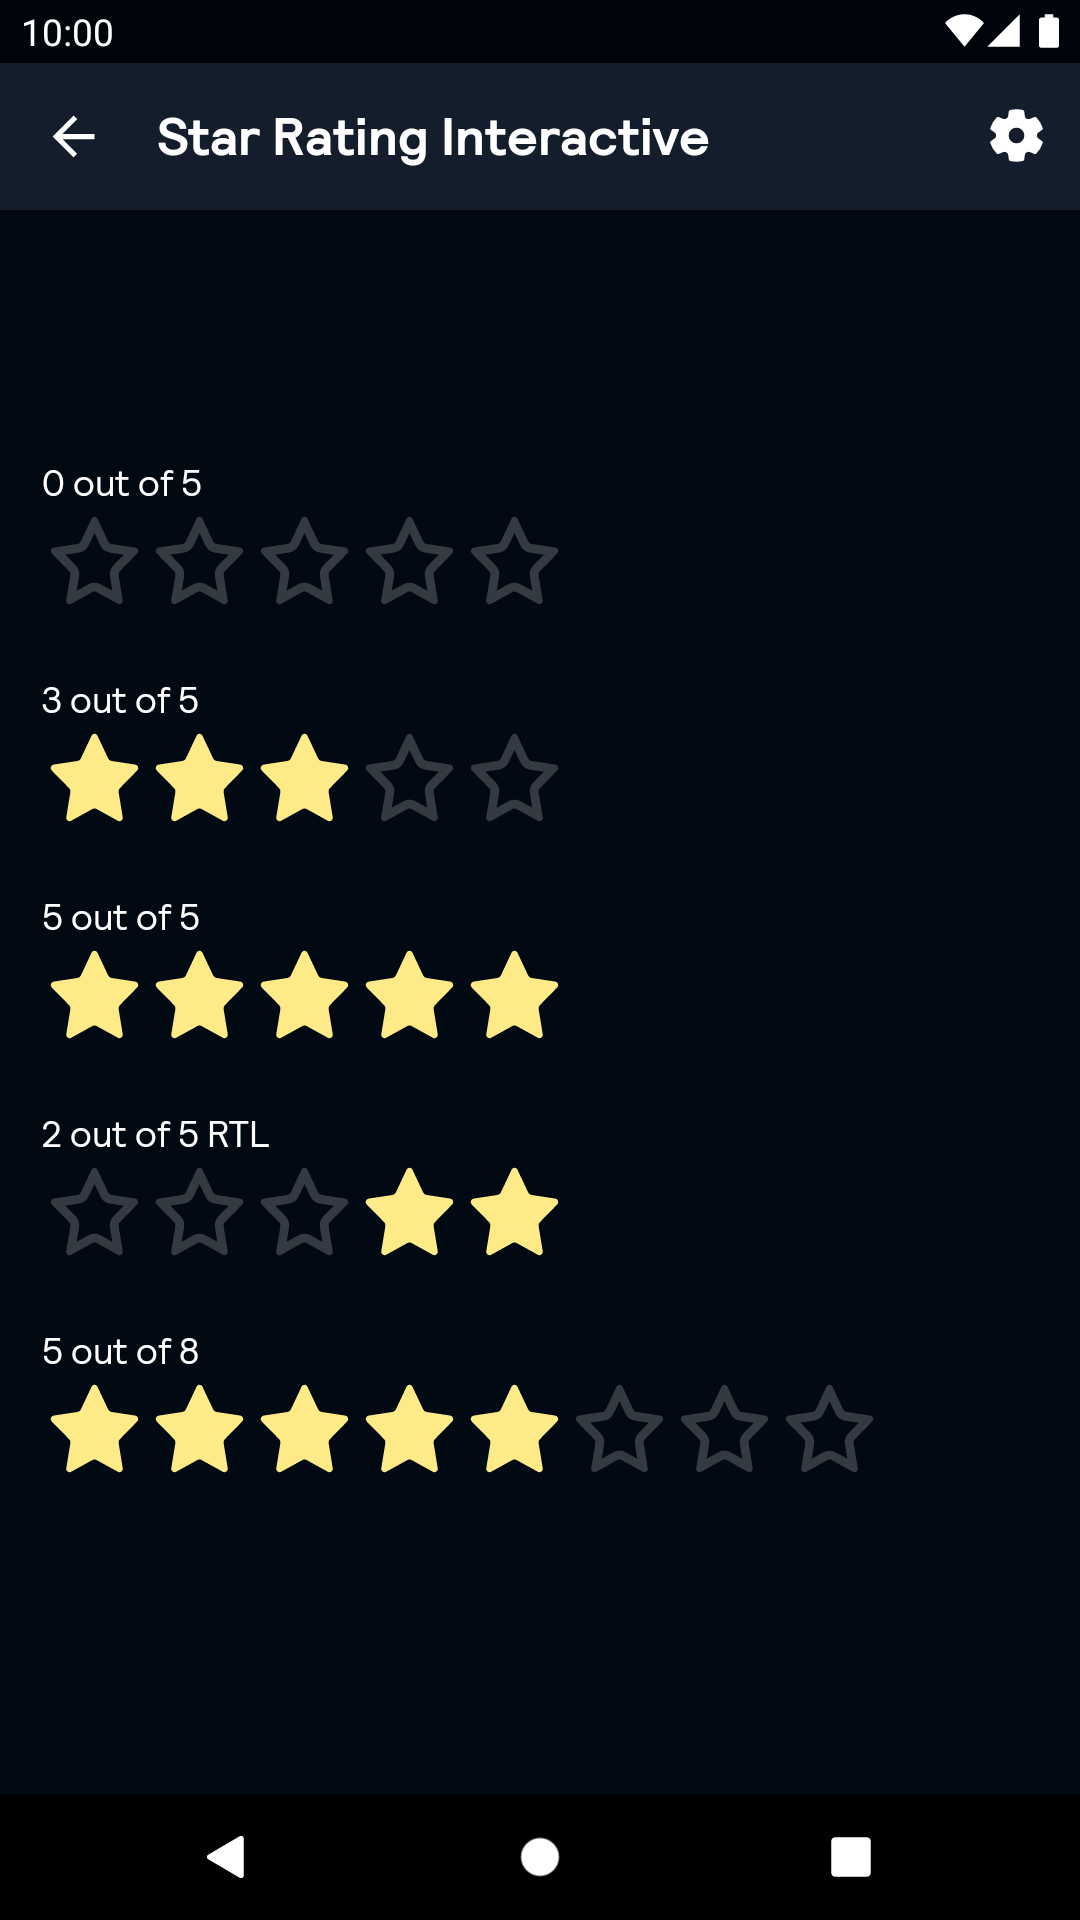 10:00
Star Rating Interactive
0 out of 5
3 out of 5
5 out of 5
2 out of 5 RTL
5 out of 8